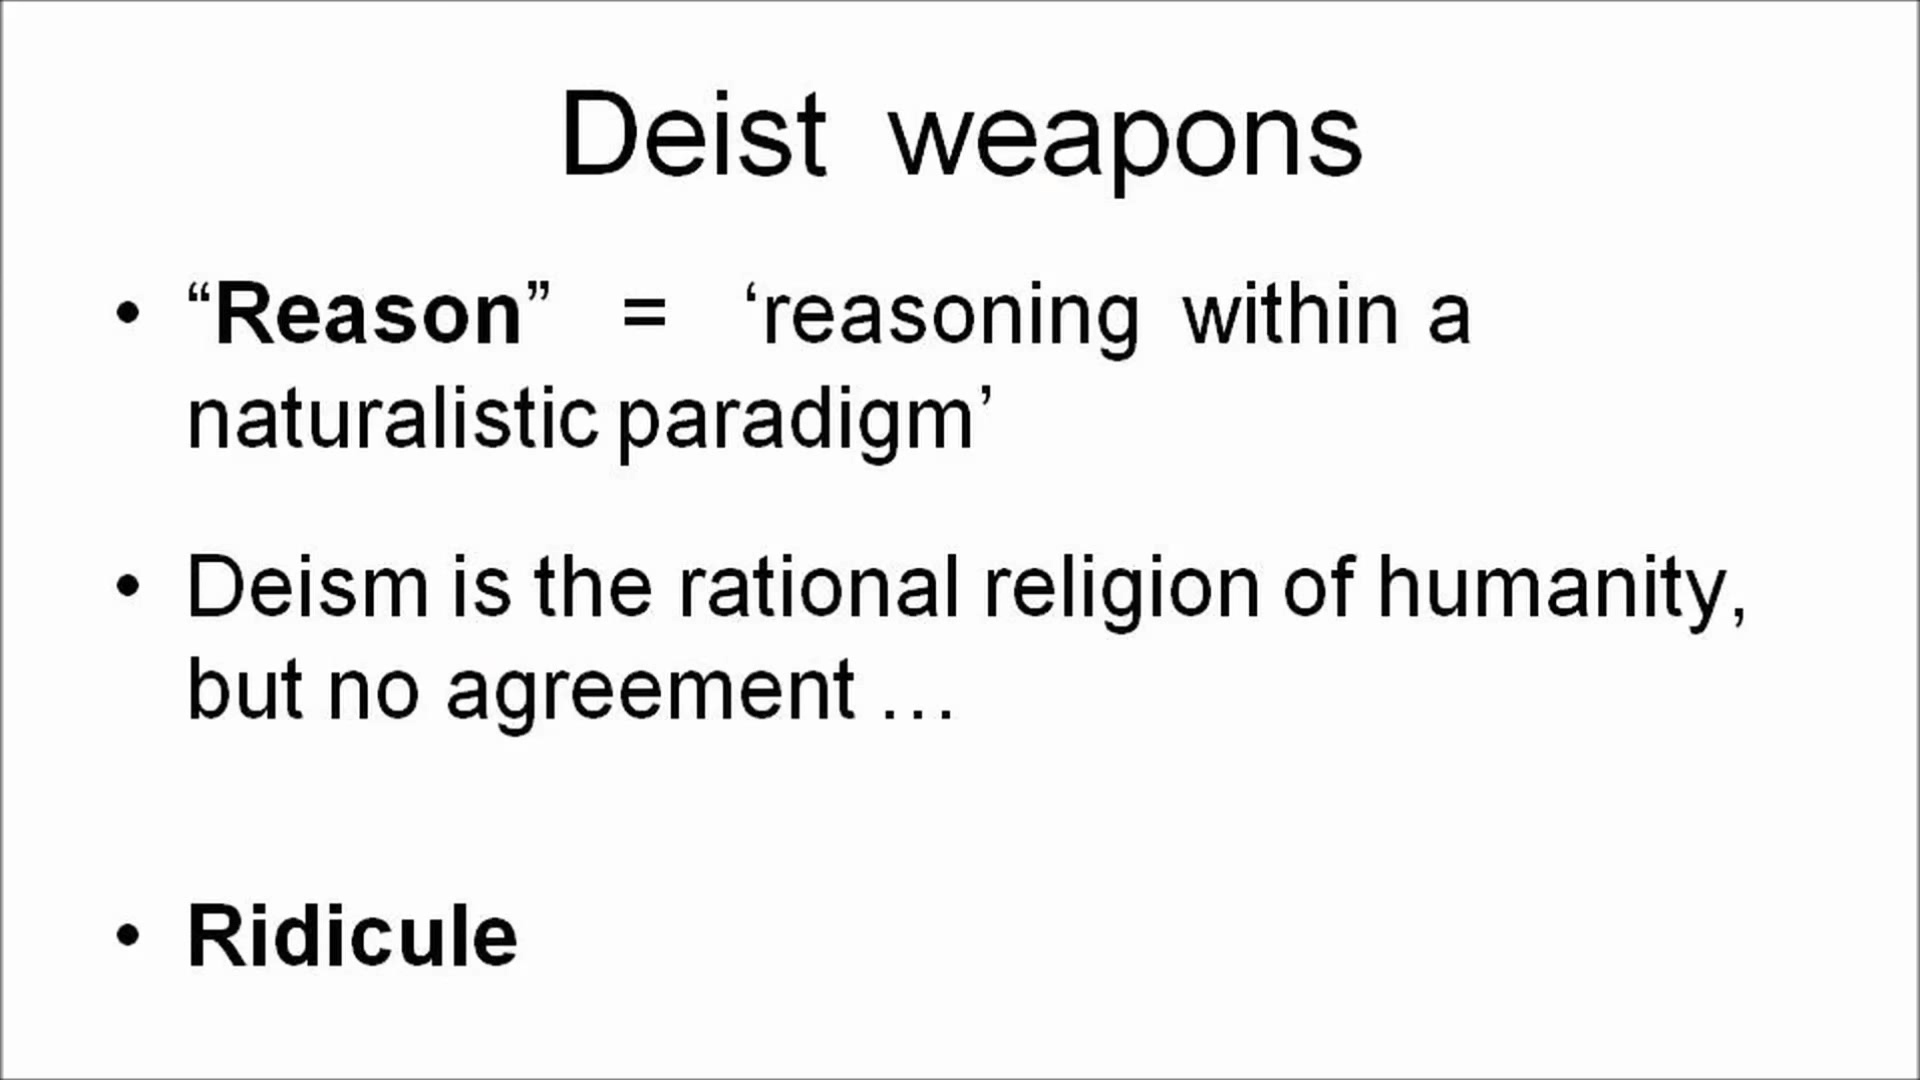 Deist weapons
• “Reason” = ‘reasoning within a
naturalistic paradigm’
• Deism is the rational religion of humanity,
but no agreement …
• Ridicule